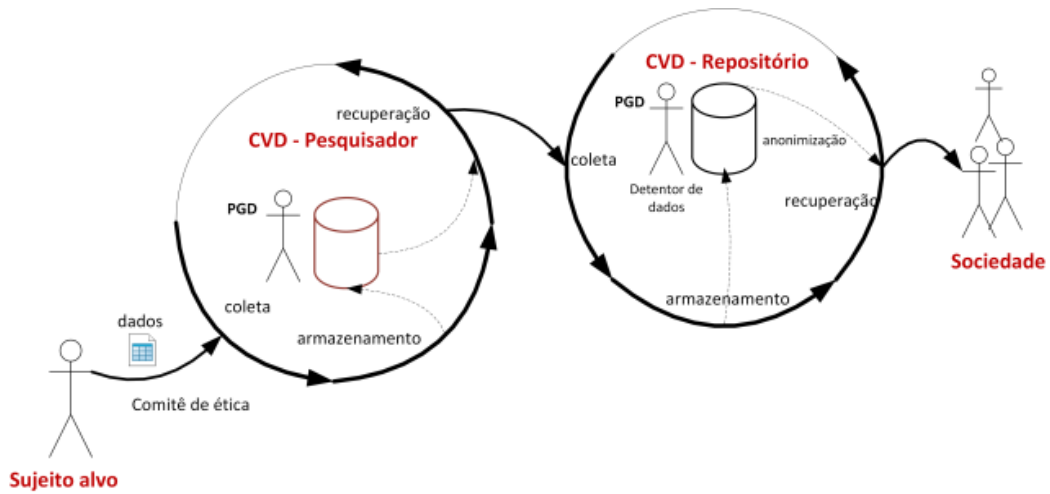 CVD - Repositório
PGD
anonimização
Detentor de
dados
coleta
recuperação
armazenamento
Sociedade
recuperação
CVD - Pesquisador
PGD
coleta
armazenamento
dados
Comitê de ética
Sujeito alvo